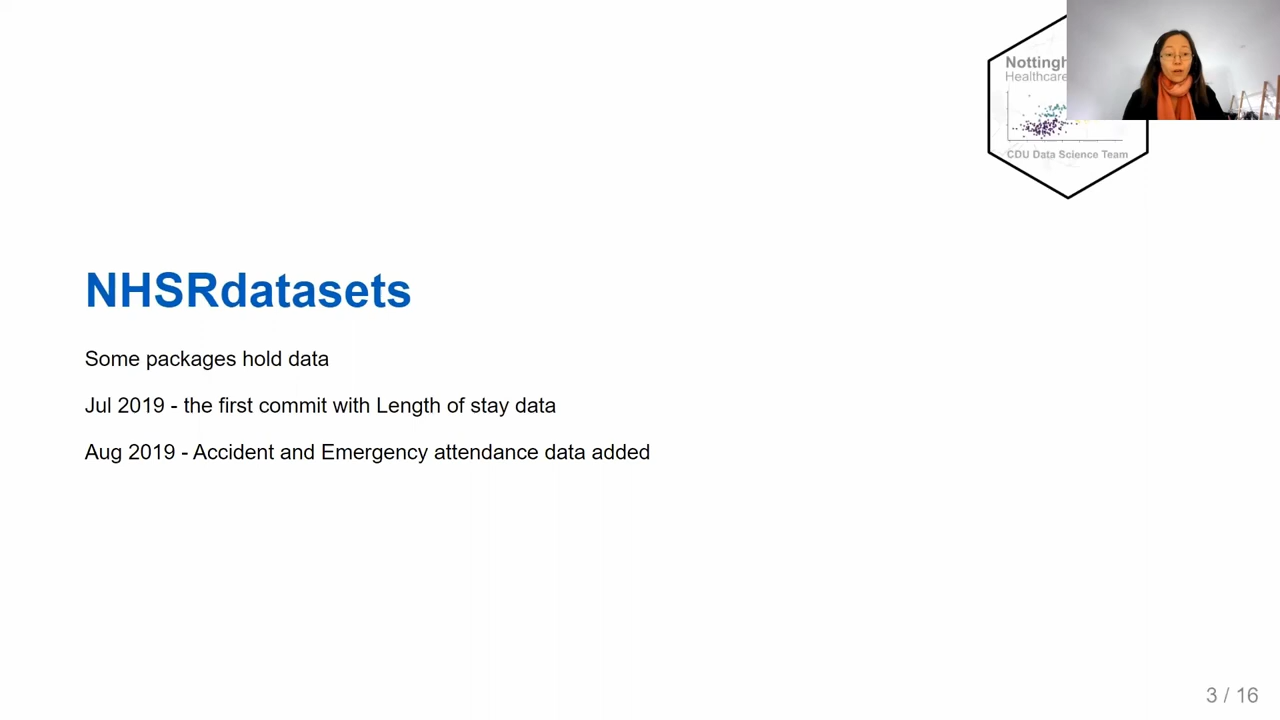 Healthcare
CDU Data Science Team
NHSRdatasets
Some packages hold data
Jul 2019 - the first commit with Length of stay data
Aug 2019 - Accident and Emergency attendance data added
3 / 16